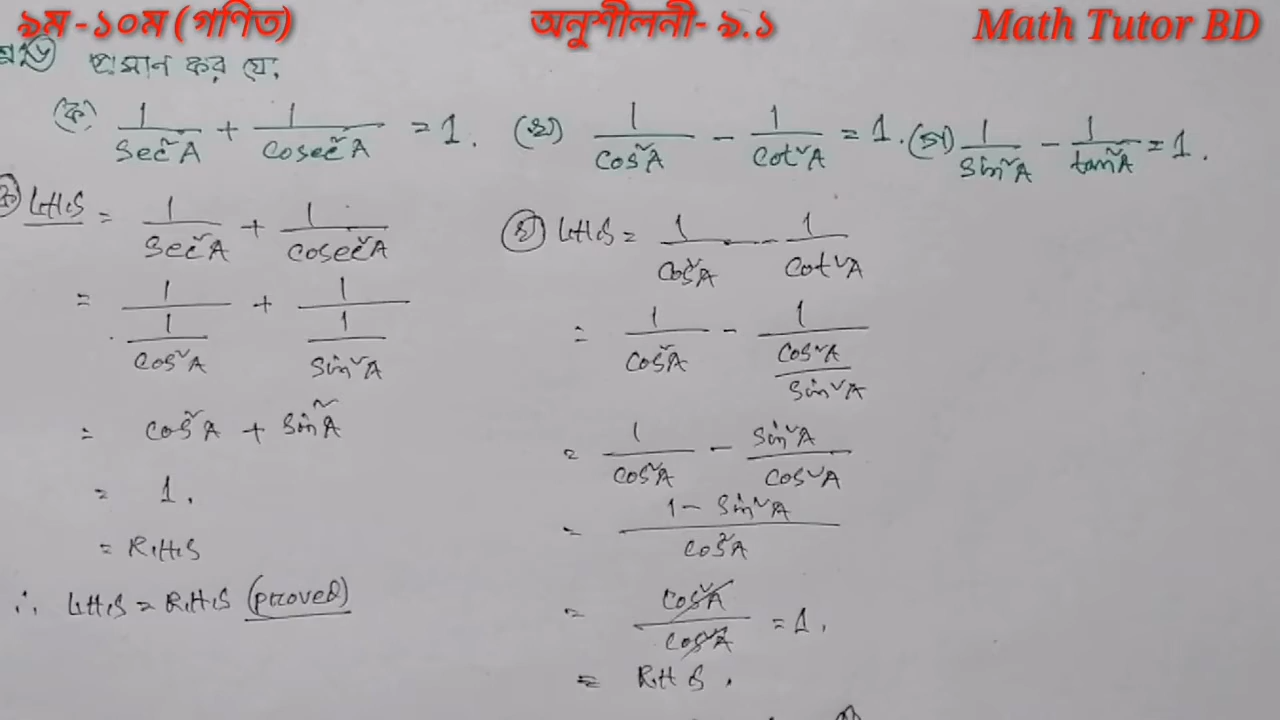 ৯ম -১০ম (গণিত) অনুশীলনী- ৯.১ Math Tutor BD
প্রমান কর যে,
(ক) 1/sec²A + 1/cosec²A = 1. (খ) 1/cos²A - 1/cot²A = 1. (গ) 1/sin²A - 1/tan²A = 1.
(ক) L.H.S = 1/sec²A + 1/cosec²A
= 1/(1/cos²A) + 1/(1/sin²A)
= cos²A + sin²A
= 1.
= R.H.S
∴ L.H.S = R.H.S (proved)
(খ) L.H.S = 1/cos²A - 1/cot²A
= 1/cos²A - 1/(cos²A/sin²A)
= 1/cos²A - sin²A/cos²A
= (1 - sin²A)/cos²A
= cos²A/cos²A = 1.
= R.H.S.